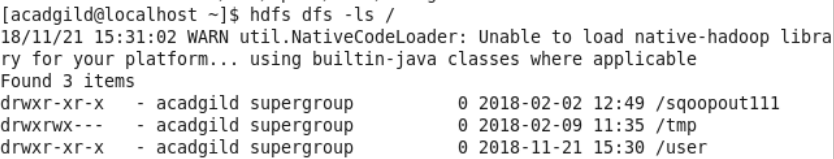 [acadgild@localhost ~]$ hdfs dfs -ls /
18/11/21 15:31:02 WARN util.NativeCodeLoader: Unable to load native-hadoop libra
ry for your platform... using builtin-java classes where applicable
Found 3 items
drwxr-xr-x   - acadgild supergroup          0 2018-02-02 12:49 /sqoopout111
drwxrwx---   - acadgild supergroup          0 2018-02-09 11:35 /tmp
drwxr-xr-x   - acadgild supergroup          0 2018-11-21 15:30 /user